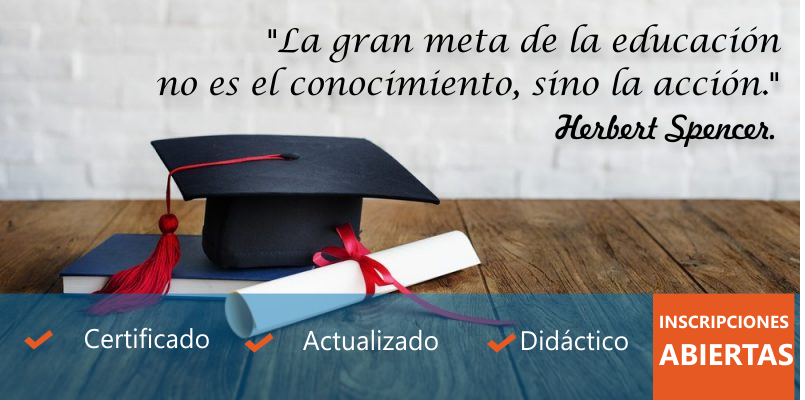 "La gran meta de la educación
no es el conocimiento, sino la acción."
Herbert Spencer.
Certificado
Actualizado
Didáctico
INSCRIPCIONES
ABIERTAS